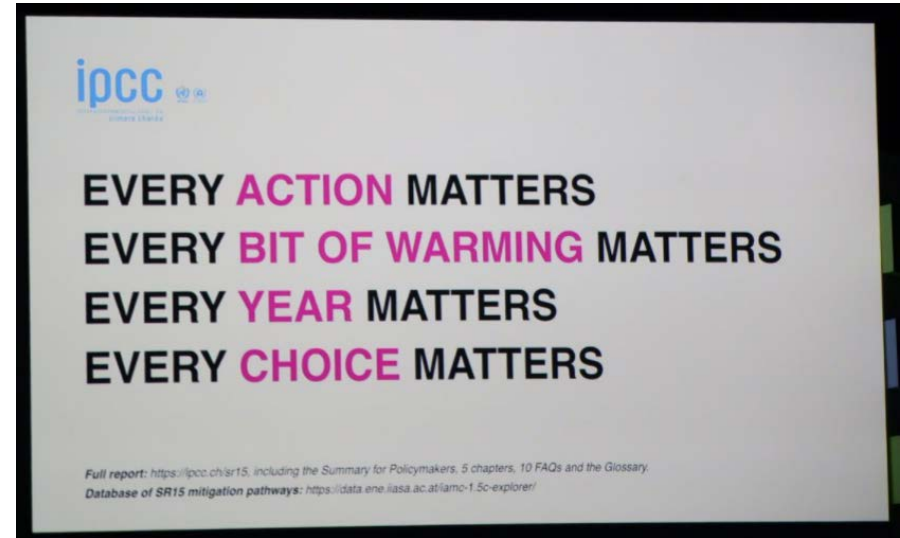 ipcc
climate change
EVERY ACTION MATTERS
EVERY BIT OF WARMING MATTERS
EVERY YEAR MATTERS
EVERY CHOICE MATTERS
Full report: https://ipcc.ch/sr15, including the Summary for Policymakers, 5 chapters, 10 FAQs and the Glossary.
Database of SR15 mitigation pathways: https://data.ene.iiasa.ac.at/iamc-1.5c-explorer/